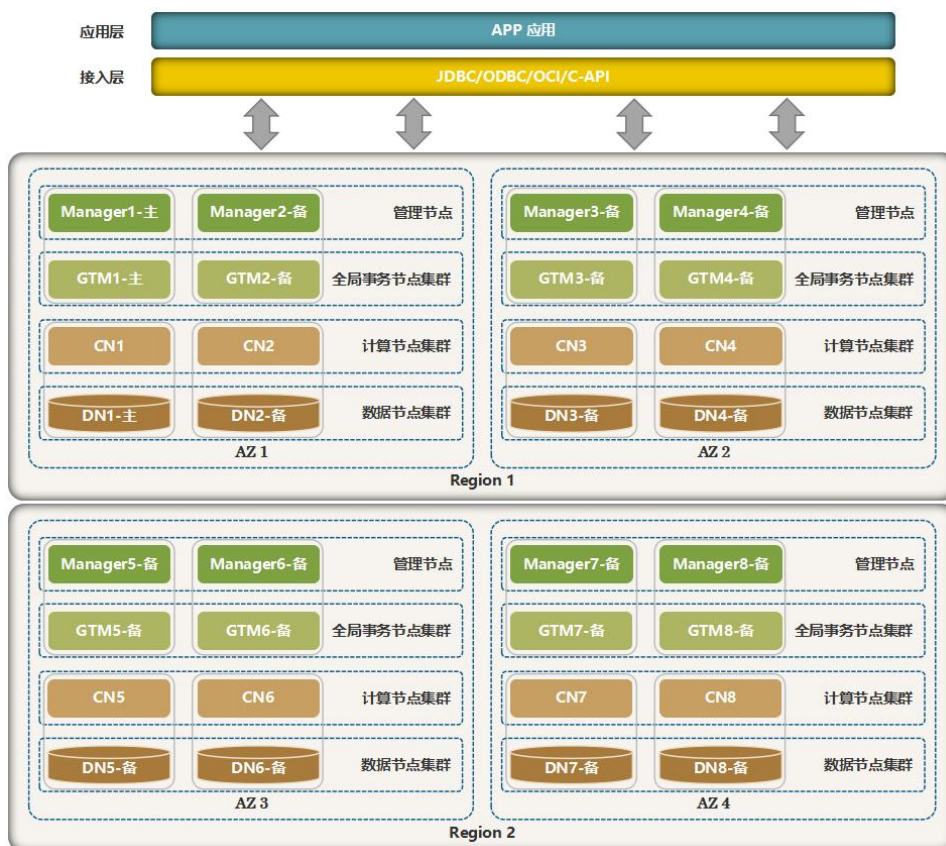 应用层 APP 应用
接入层 JDBC/ODBC/OCI/C-API
Manager1-主 Manager2-备 管理节点 Manager3-备 Manager4-备 管理节点
GTM1-主 GTM2-备 全局事务节点集群 GTM3-备 GTM4-备 全局事务节点集群
CN1 CN2 计算节点集群 CN3 CN4 计算节点集群
DN1-主 DN2-备 数据节点集群 DN3-备 DN4-备 数据节点集群
AZ 1 AZ 2
Region 1
Manager5-备 Manager6-备 管理节点 Manager7-备 Manager8-备 管理节点
GTM5-备 GTM6-备 全局事务节点集群 GTM7-备 GTM8-备 全局事务节点集群
CN5 CN6 计算节点集群 CN7 CN8 计算节点集群
DN5-备 DN6-备 数据节点集群 DN7-备 DN8-备 数据节点集群
AZ 3 AZ 4
Region 2